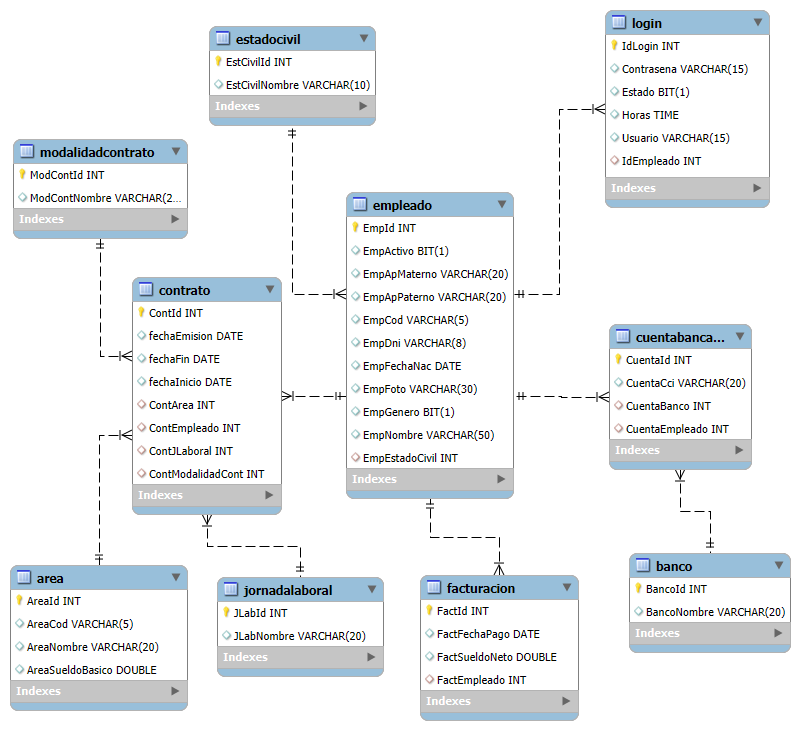 estadocivil
EstCivilId INT
EstCivilNombre VARCHAR(10)
Indexes
login
IdLogin INT
Contrasena VARCHAR(15)
Estado BIT(1)
Horas TIME
Usuario VARCHAR(15)
IdEmpleado INT
Indexes
modalidadcontrato
ModContId INT
ModContNombre VARCHAR(2...
Indexes
empleado
EmpId INT
EmpActivo BIT(1)
EmpApMaterno VARCHAR(20)
EmpApPaterno VARCHAR(20)
EmpCod VARCHAR(5)
EmpDni VARCHAR(8)
EmpFechaNac DATE
EmpFoto VARCHAR(30)
EmpGenero BIT(1)
EmpNombre VARCHAR(50)
EmpEstadoCivil INT
Indexes
contrato
ContId INT
fechaEmision DATE
fechaFin DATE
fechaInicio DATE
ContArea INT
ContEmpleado INT
ContJLaboral INT
ContModalidadCont INT
Indexes
cuentabanca...
CuentaId INT
CuentaCci VARCHAR(20)
CuentaBanco INT
CuentaEmpleado INT
Indexes
area
AreaId INT
AreaCod VARCHAR(5)
AreaNombre VARCHAR(20)
AreaSueldoBasico DOUBLE
Indexes
jornadalaboral
JLabId INT
JLabNombre VARCHAR(20)
Indexes
facturacion
FactId INT
FactFechaPago DATE
FactSueldoNeto DOUBLE
FactEmpleado INT
Indexes
banco
BancoId INT
BancoNombre VARCHAR(20)
Indexes